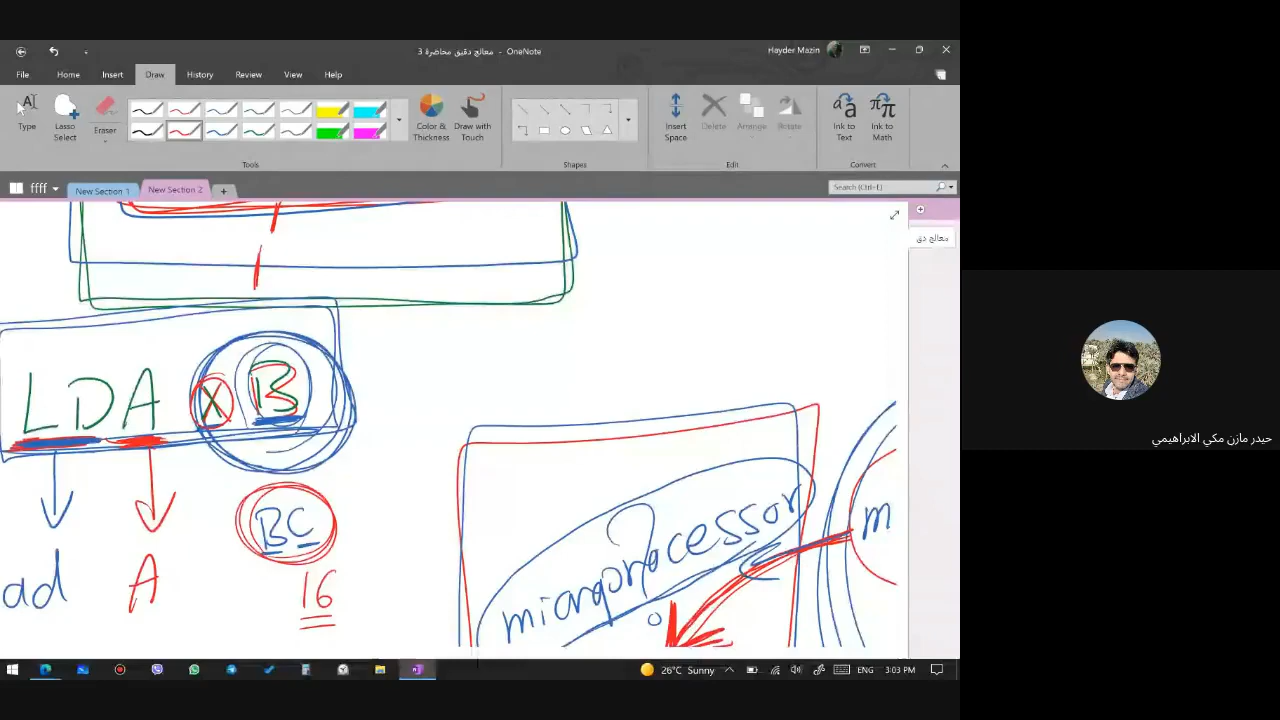 معالج دقيق محاضرة 3 - OneNote
Hayder Mazin
File Home Insert Draw History Review View Help
Type
Lasso Select
Eraser
Color & Thickness
Draw with Touch
Insert Space
Delete
Arrange
Rotate
Ink to Text
Ink to Math
Tools
Shapes
Edit
Convert
ffff
New Section 1
New Section 2
Search (Ctrl+E)
معالج دق
LDA X B
BC
ad
A
16
m
حيدر مازن مكي الابراهيمي
26°C Sunny
ENG
3:03 PM